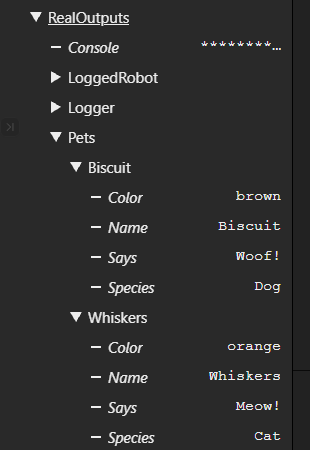 RealOutputs
Console ********…
LoggedRobot
Logger
Pets
Biscuit
Color brown
Name Biscuit
Says Woof!
Species Dog
Whiskers
Color orange
Name Whiskers
Says Meow!
Species Cat